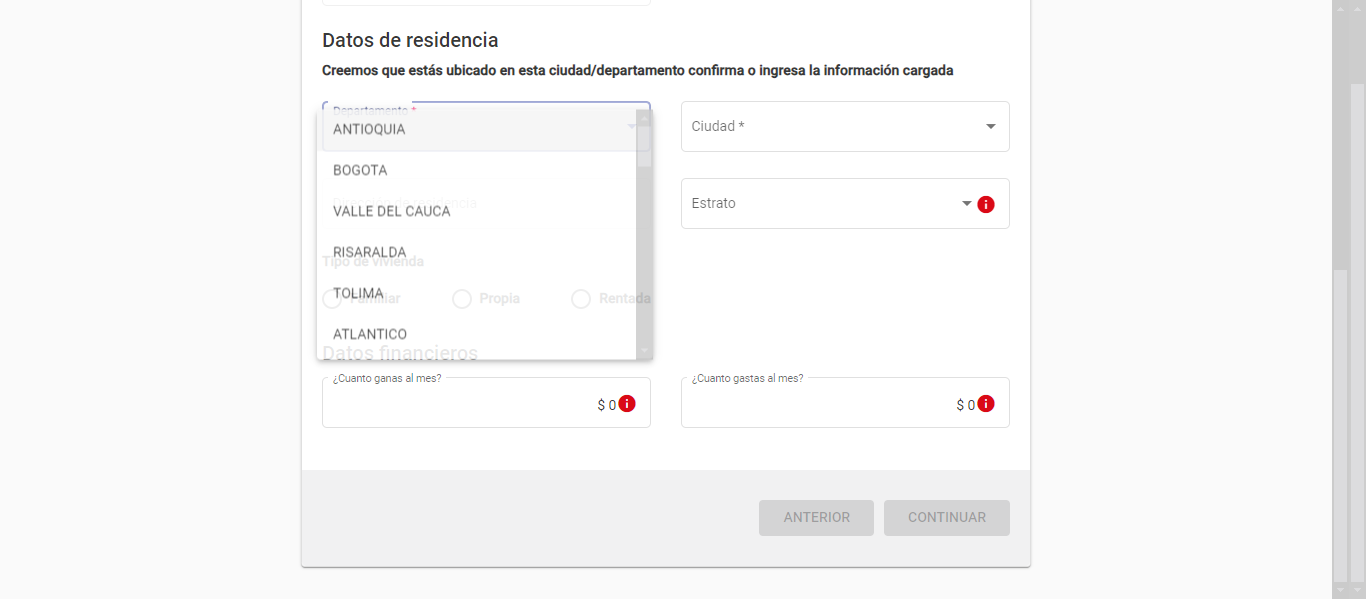 Datos de residencia
Creemos que estás ubicado en esta ciudad/departamento confirma o ingresa la información cargada
Departamento *
Ciudad *
ANTIOQUIA
BOGOTA
VALLE DEL CAUCA
RISARALDA
TOLIMA
ATLANTICO
Estrato
Tipo de vivienda
Familiar
Propia
Rentada
Datos financieros
¿Cuanto ganas al mes?
$ 0
¿Cuanto gastas al mes?
$ 0
ANTERIOR
CONTINUAR